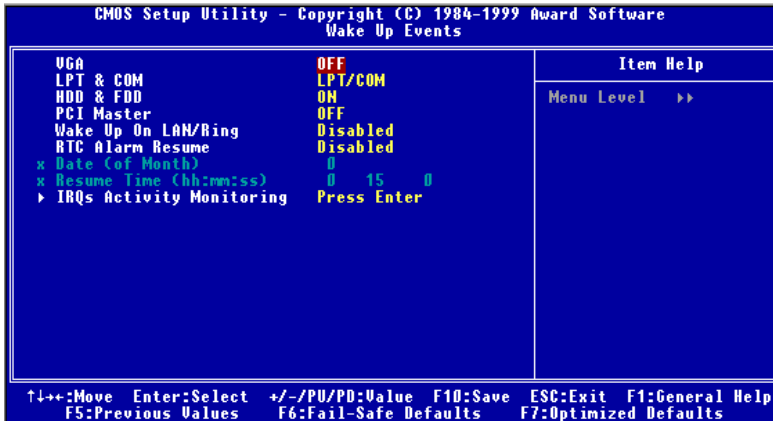 CMOS Setup Utility - Copyright (C) 1984-1999 Award Software
Wake Up Events
VGA OFF
LPT & COM LPT/COM
HDD & FDD ON
PCI Master OFF
Wake Up On LAN/Ring Disabled
RTC Alarm Resume Disabled
x Date (of Month) 0
x Resume Time (hh:mm:ss) 0 15 0
▸ IRQs Activity Monitoring Press Enter
Item Help
Menu Level ▸▸
↑↓→←:Move Enter:Select +/-/PU/PD:Value F10:Save ESC:Exit F1:General Help
F5:Previous Values F6:Fail-Safe Defaults F7:Optimized Defaults